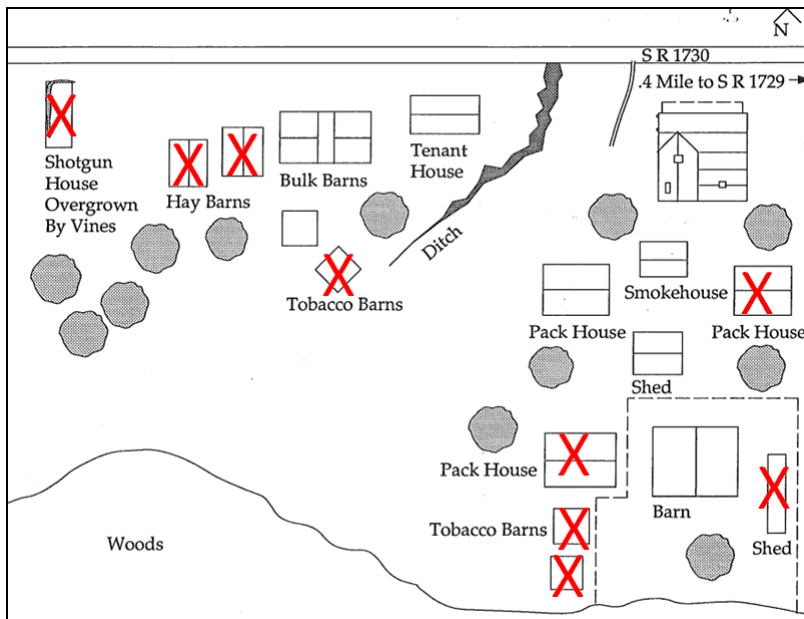 N
S R 1730
.4 Mile to S R 1729
Shotgun
House
Overgrown
By Vines
Hay Barns
Bulk Barns
Tenant
House
Ditch
Tobacco Barns
Smokehouse
Pack House
Pack House
Shed
Pack House
Barn
Tobacco Barns
Shed
Woods